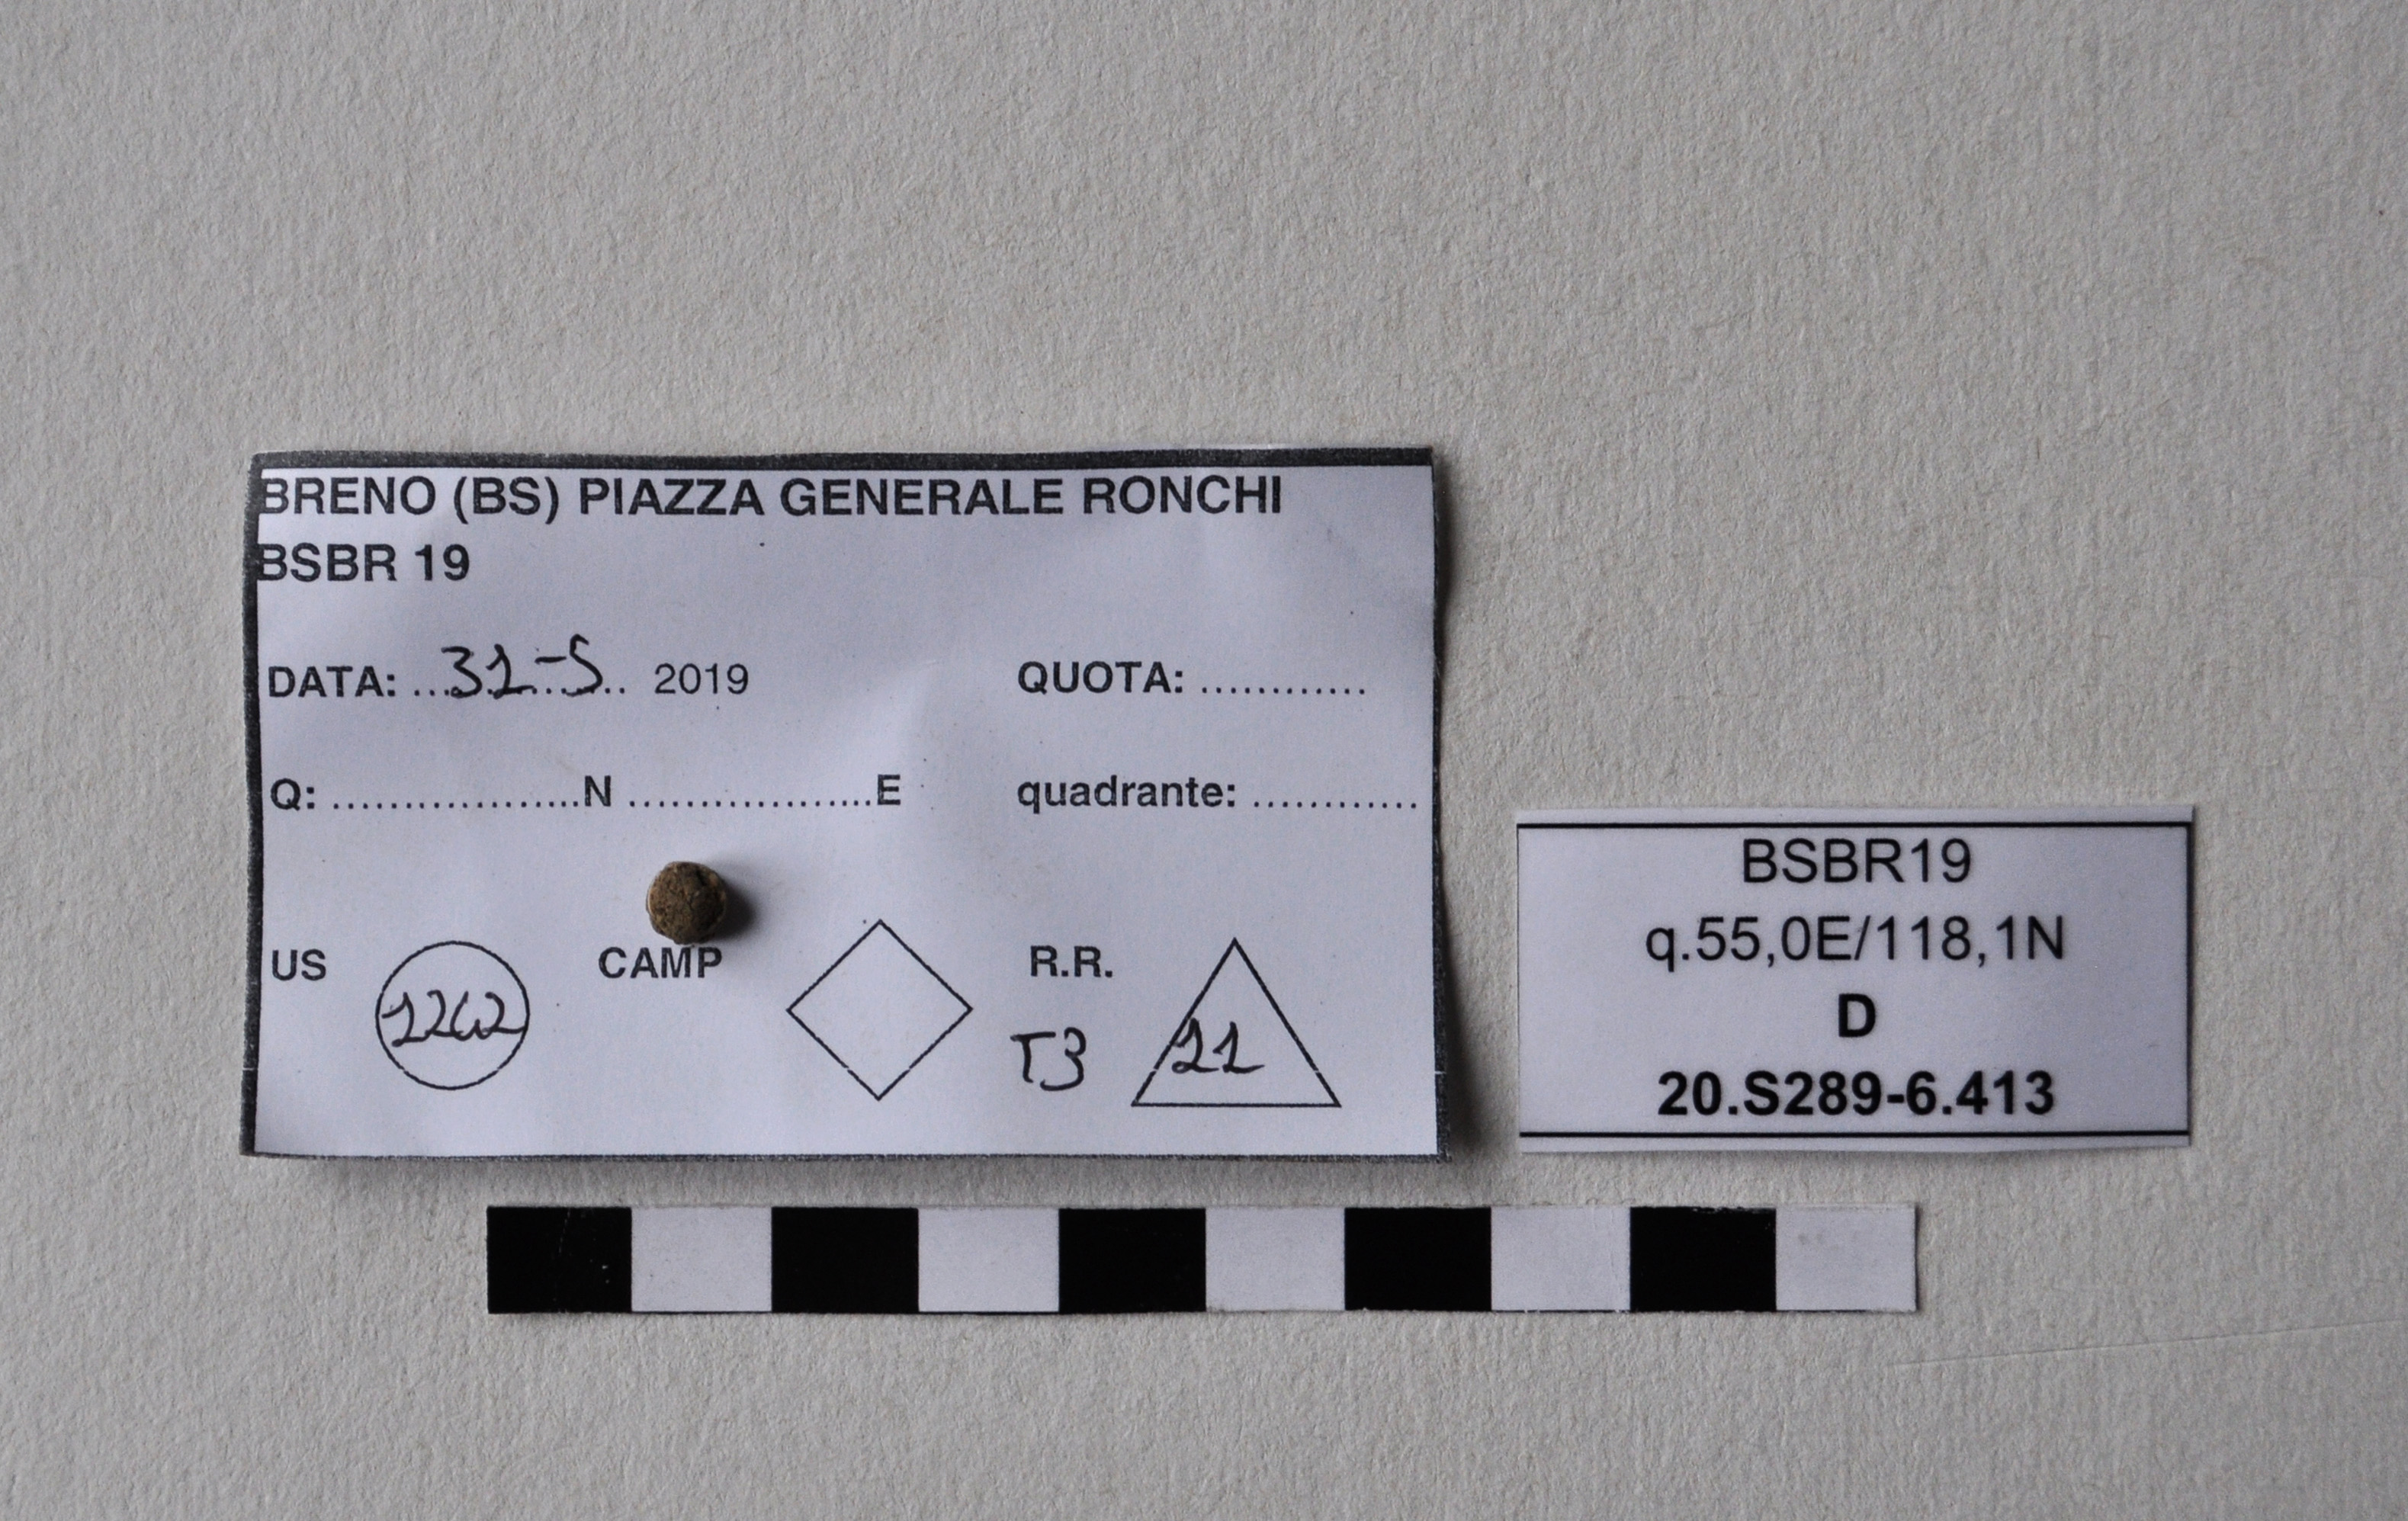 BRENO (BS) PIAZZA GENERALE RONCHI
BSBR 19
DATA: ...31-5... 2019 QUOTA: ............
Q: ..................N ..................E quadrante: ............
US 1262 CAMP R.R. T3 11
BSBR19
q.55,0E/118,1N
D
20.S289-6.413